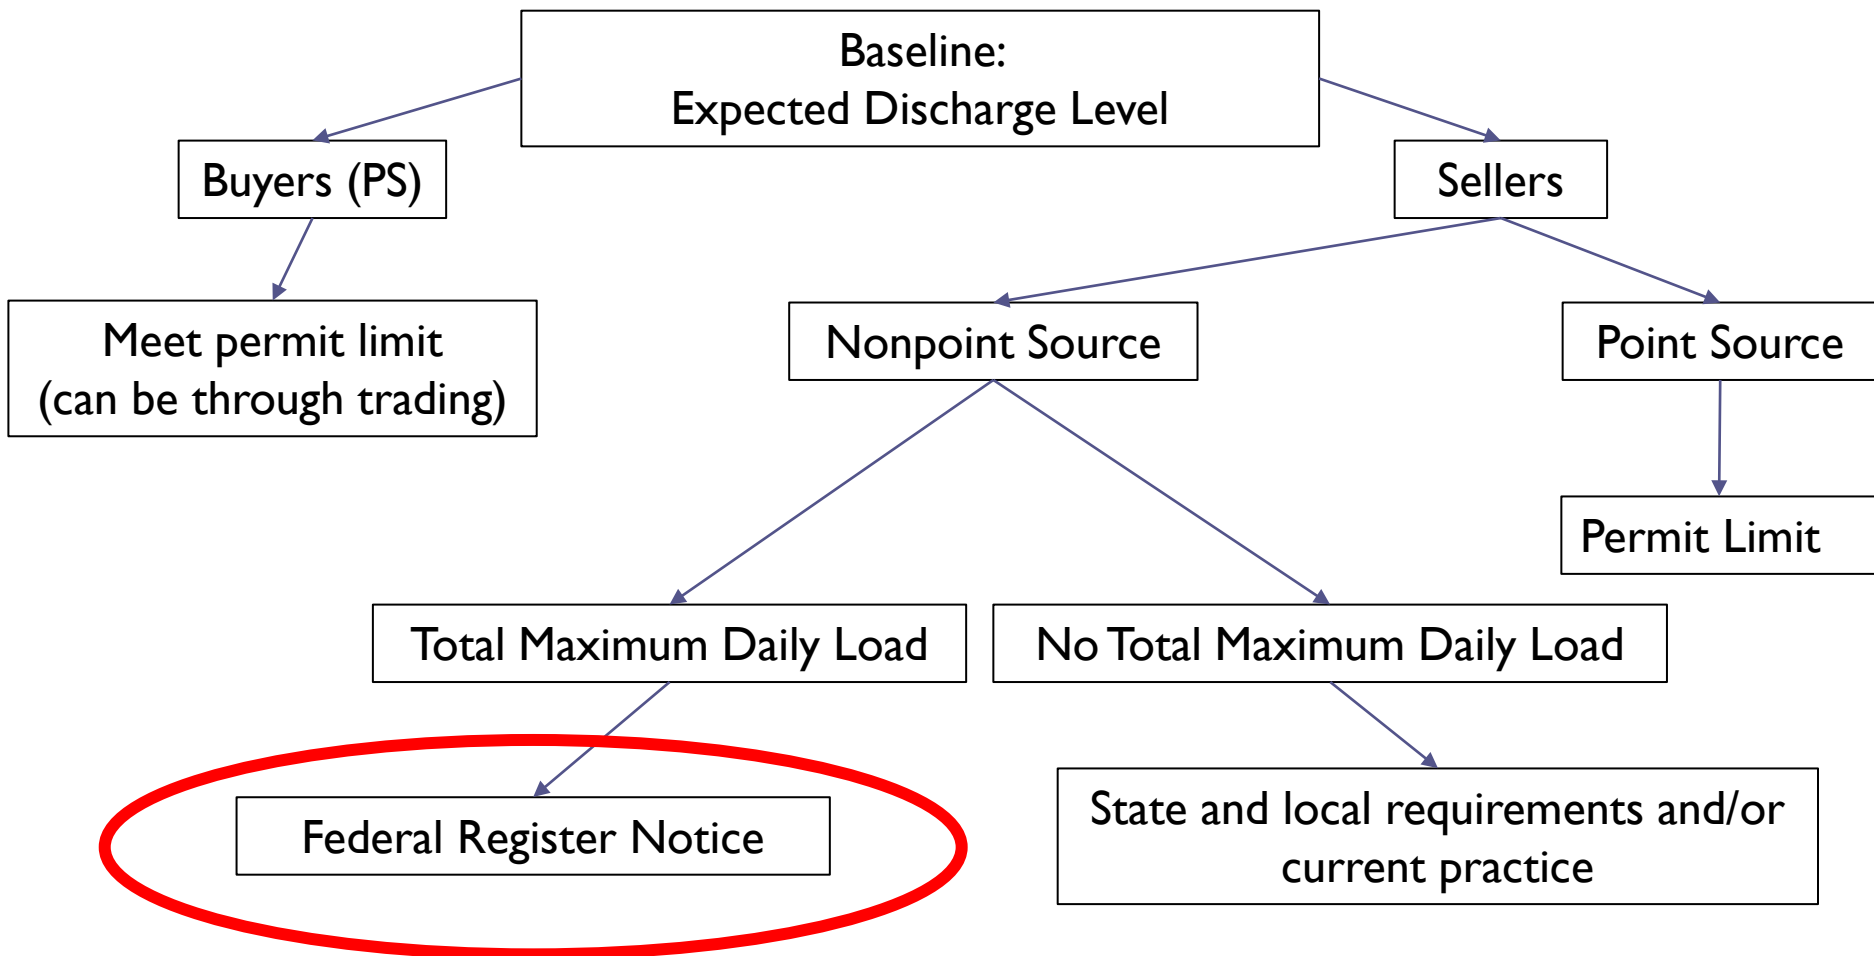 Baseline:
Expected Discharge Level
Buyers (PS)
Sellers
Meet permit limit
(can be through trading)
Nonpoint Source
Point Source
Permit Limit
Total Maximum Daily Load
No Total Maximum Daily Load
Federal Register Notice
State and local requirements and/or
current practice